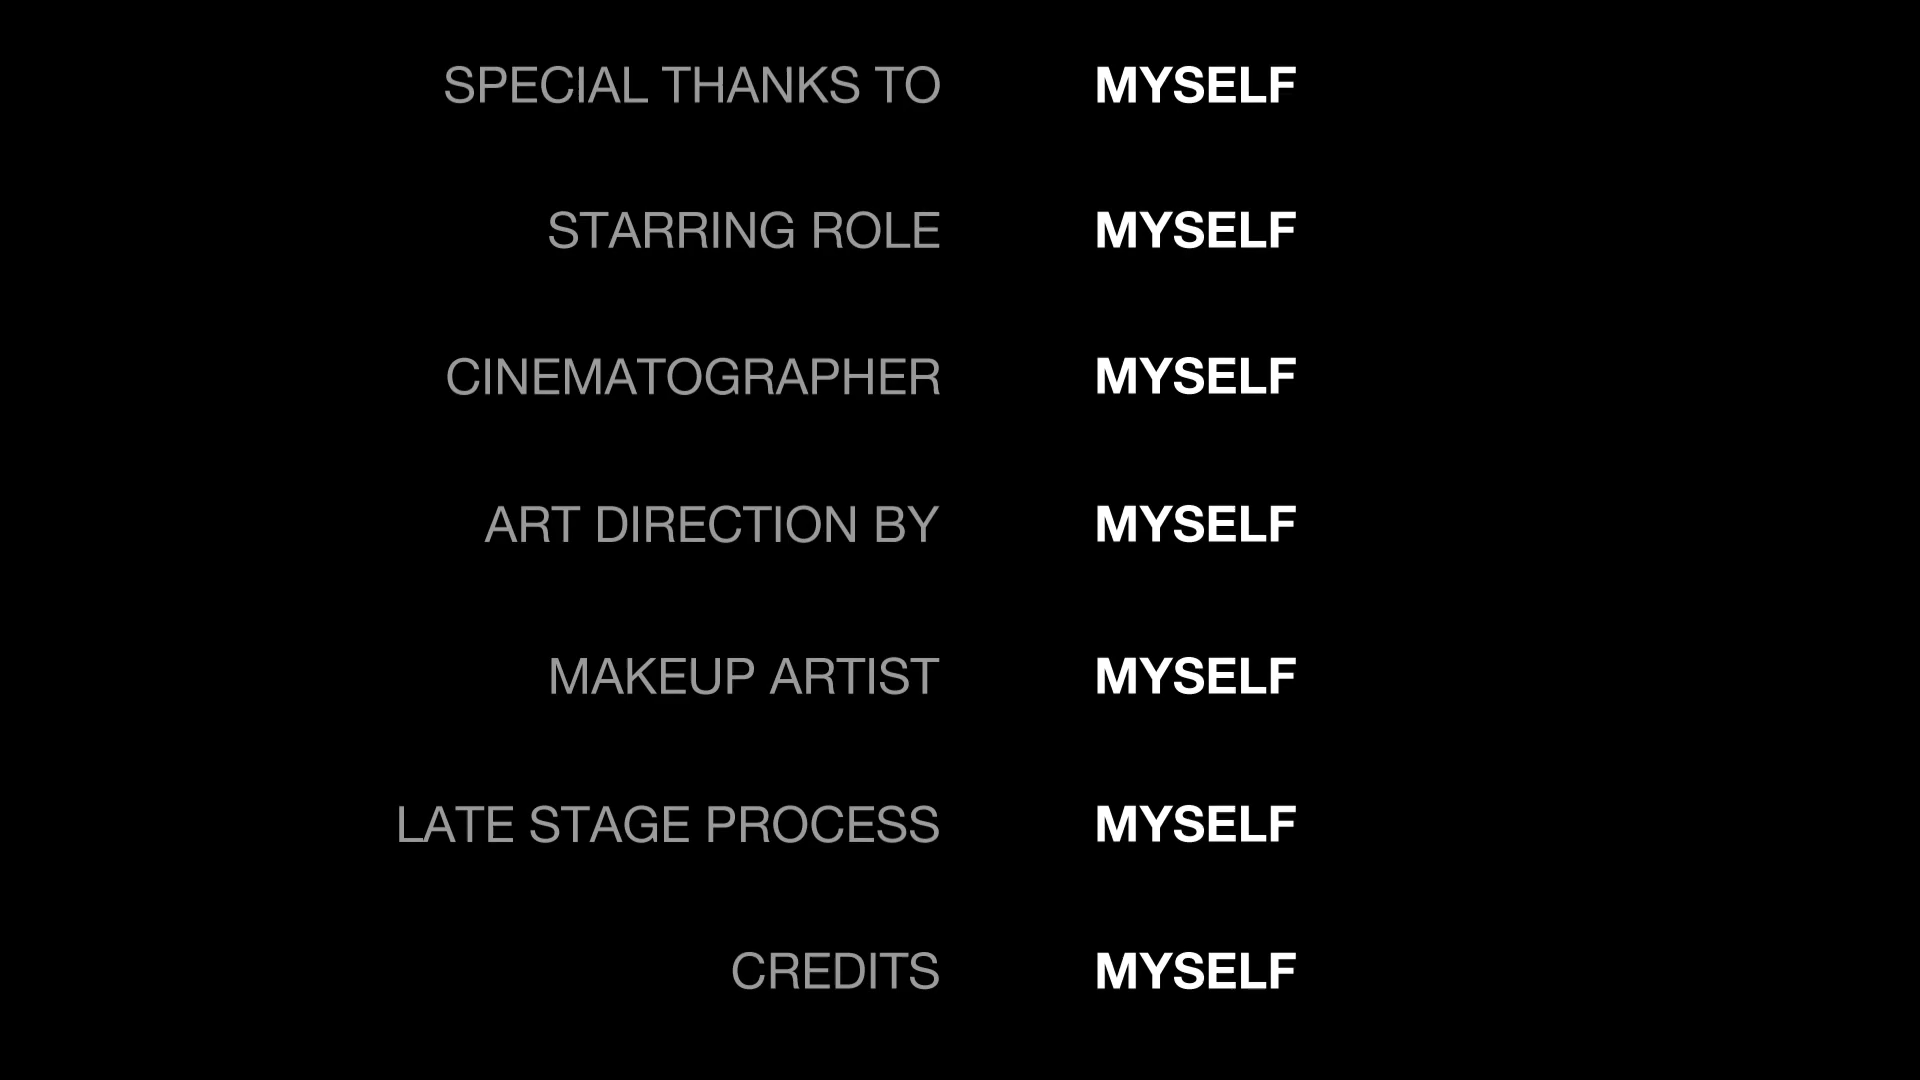 SPECIAL THANKS TO MYSELF
STARRING ROLE MYSELF
CINEMATOGRAPHER MYSELF
ART DIRECTION BY MYSELF
MAKEUP ARTIST MYSELF
LATE STAGE PROCESS MYSELF
CREDITS MYSELF